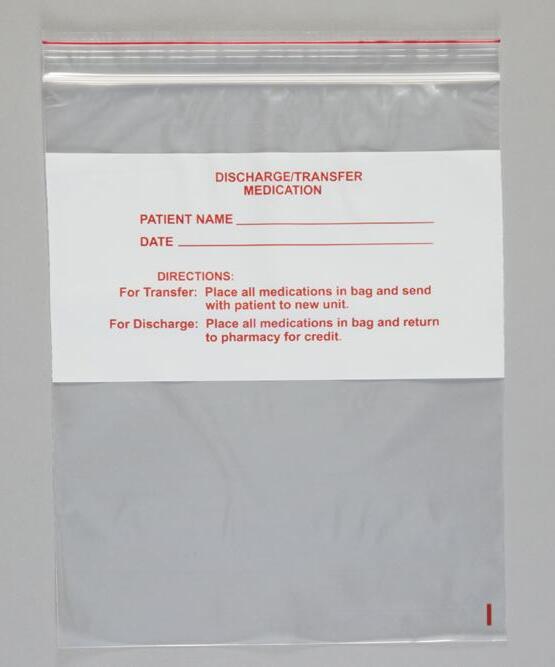 DISCHARGE/TRANSFER
MEDICATION
PATIENT NAME
DATE
DIRECTIONS:
For Transfer: Place all medications in bag and send
with patient to new unit.
For Discharge: Place all medications in bag and return
to pharmacy for credit.